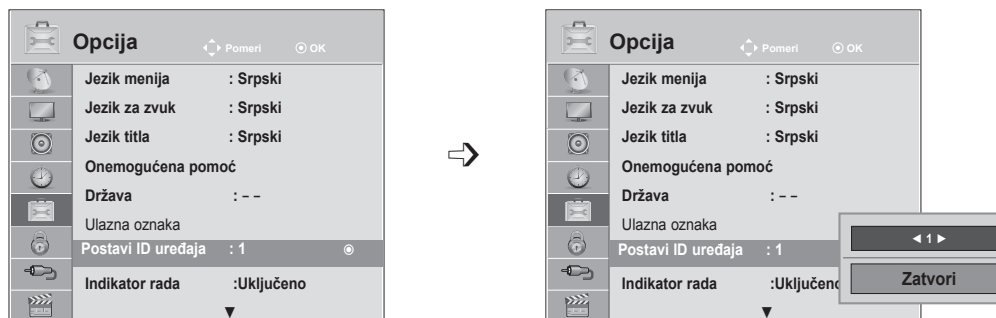 Opcija Pomeri OK
Jezik menija : Srpski
Jezik za zvuk : Srpski
Jezik titla : Srpski
Onemogućena pomoć
Država : – –
Ulazna oznaka
Postavi ID uređaja : 1
Indikator rada :Uključeno
Opcija Pomeri OK
Jezik menija : Srpski
Jezik za zvuk : Srpski
Jezik titla : Srpski
Onemogućena pomoć
Država : – –
Ulazna oznaka
Postavi ID uređaja : 1
Indikator rada :Uključeno
◄ 1 ►
Zatvori